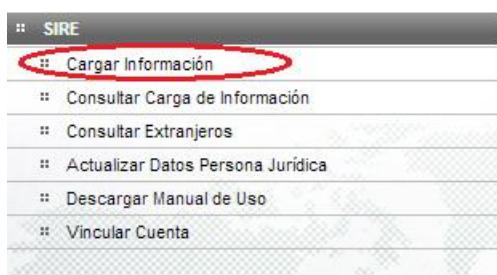 SIRE
Cargar Información
Consultar Carga de Información
Consultar Extranjeros
Actualizar Datos Persona Jurídica
Descargar Manual de Uso
Vincular Cuenta